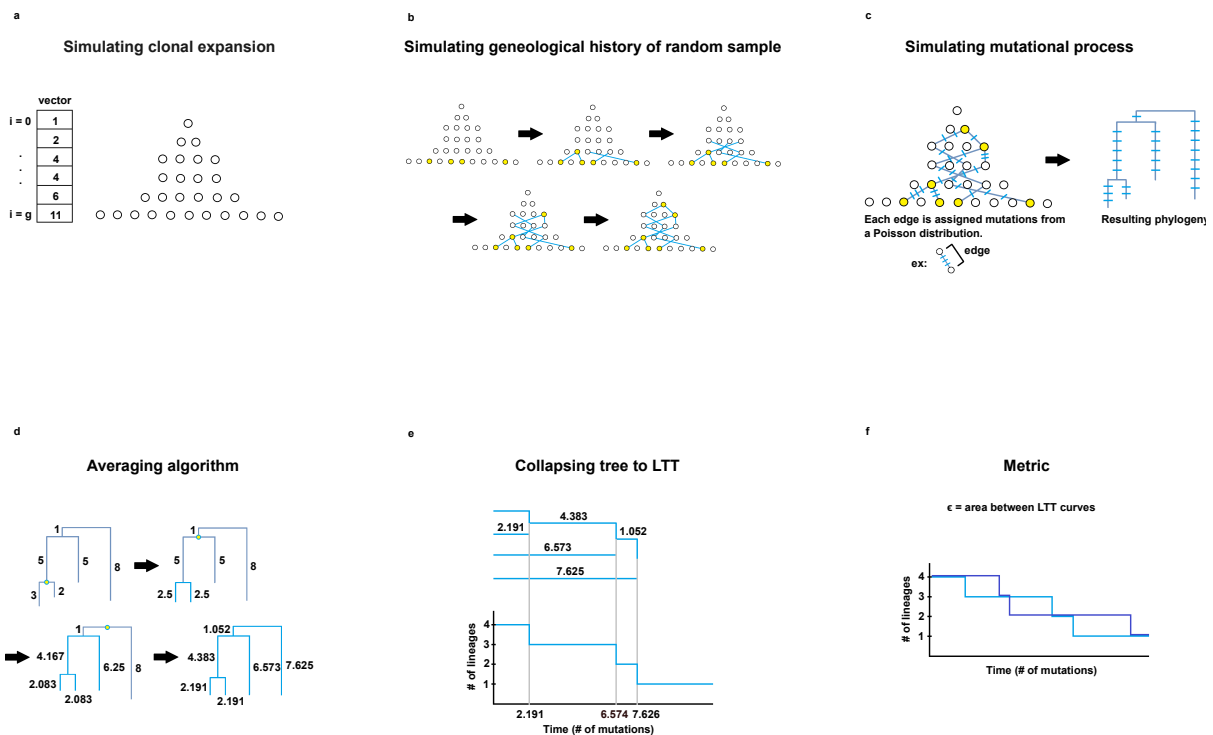 a
Simulating clonal expansion
vector
i = 0
1
2
.
4
.
4
.
6
i = g
11
b
Simulating geneological history of random sample
c
Simulating mutational process
Each edge is assigned mutations from
a Poisson distribution.
Resulting phylogeny
edge
ex:
d
Averaging algorithm
1
5
5
8
3
2
1
5
5
8
2.5
2.5
1
4.167
6.25
8
2.083
2.083
1.052
4.383
6.573
7.625
2.191
2.191
e
Collapsing tree to LTT
4.383
2.191
1.052
6.573
7.625
# of lineages
4
3
2
1
2.191
6.574
7.626
Time (# of mutations)
f
Metric
ϵ = area between LTT curves
# of lineages
4
3
2
1
Time (# of mutations)